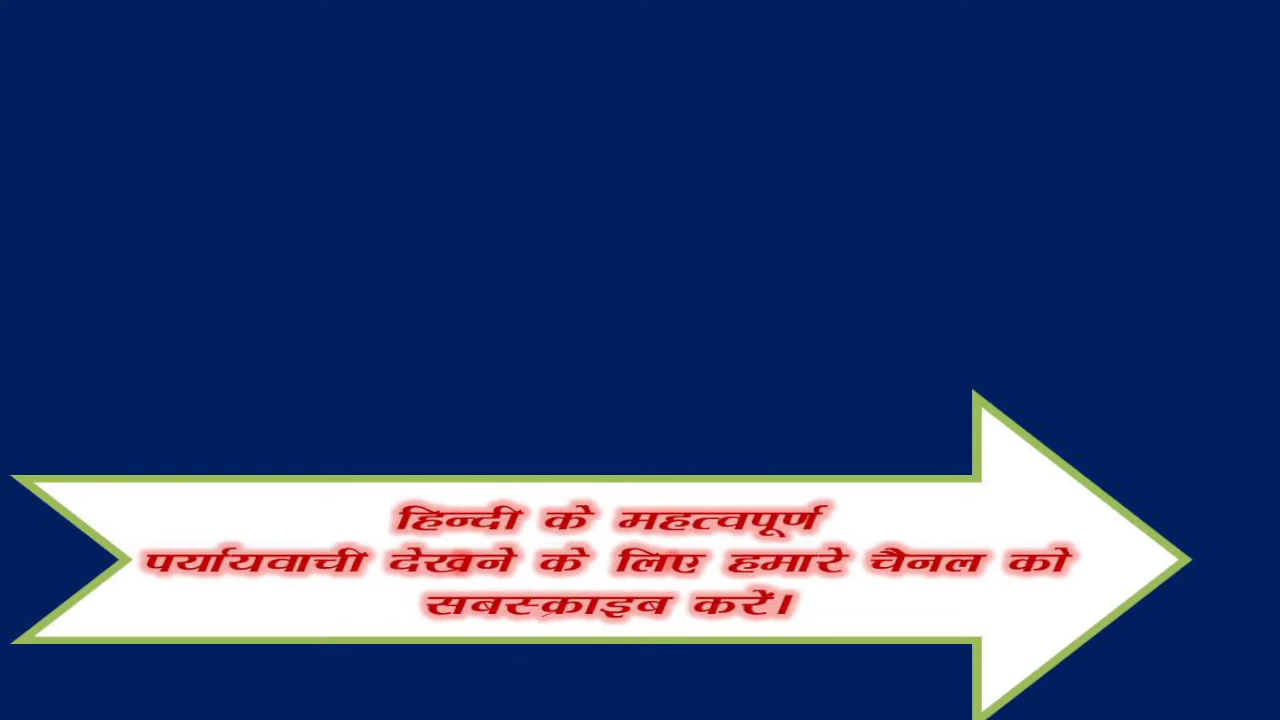 हिन्दी के महत्वपूर्ण
पर्यायवाची देखने के लिए हमारे चैनल को
सबस्क्राइब करें।